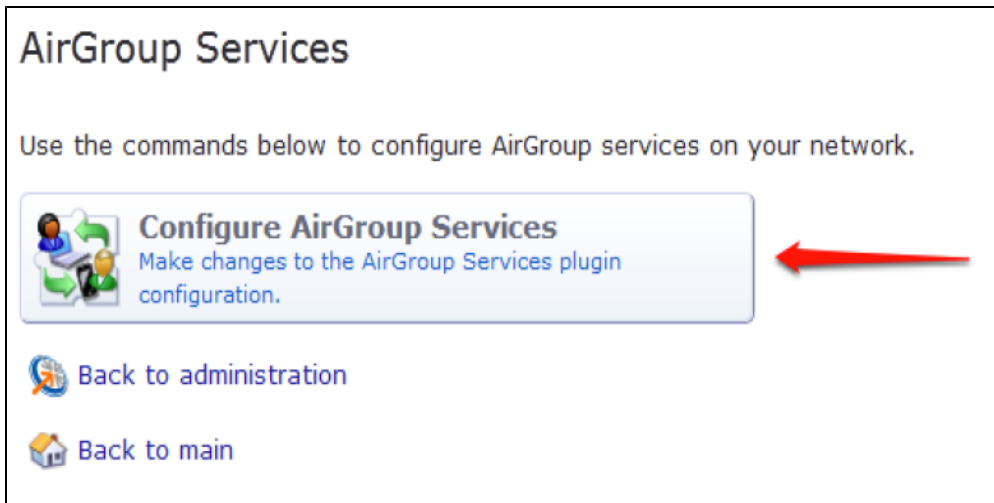 AirGroup Services
Use the commands below to configure AirGroup services on your network.
Configure AirGroup Services
Make changes to the AirGroup Services plugin
configuration.
Back to administration
Back to main